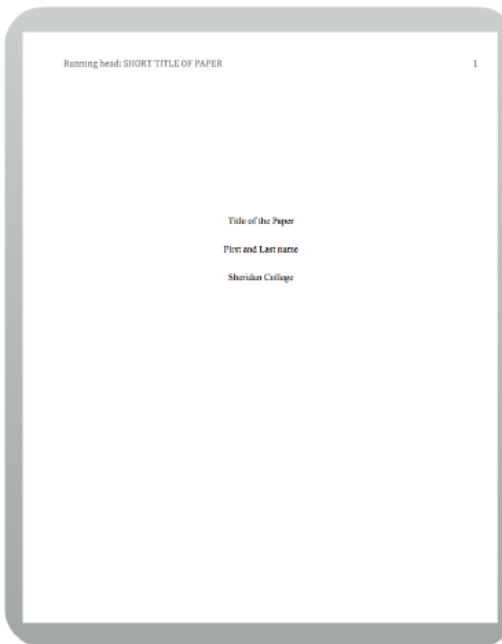 Running head: SHORT TITLE OF PAPER 1
Title of the Paper
First and Last name
Sheridan College